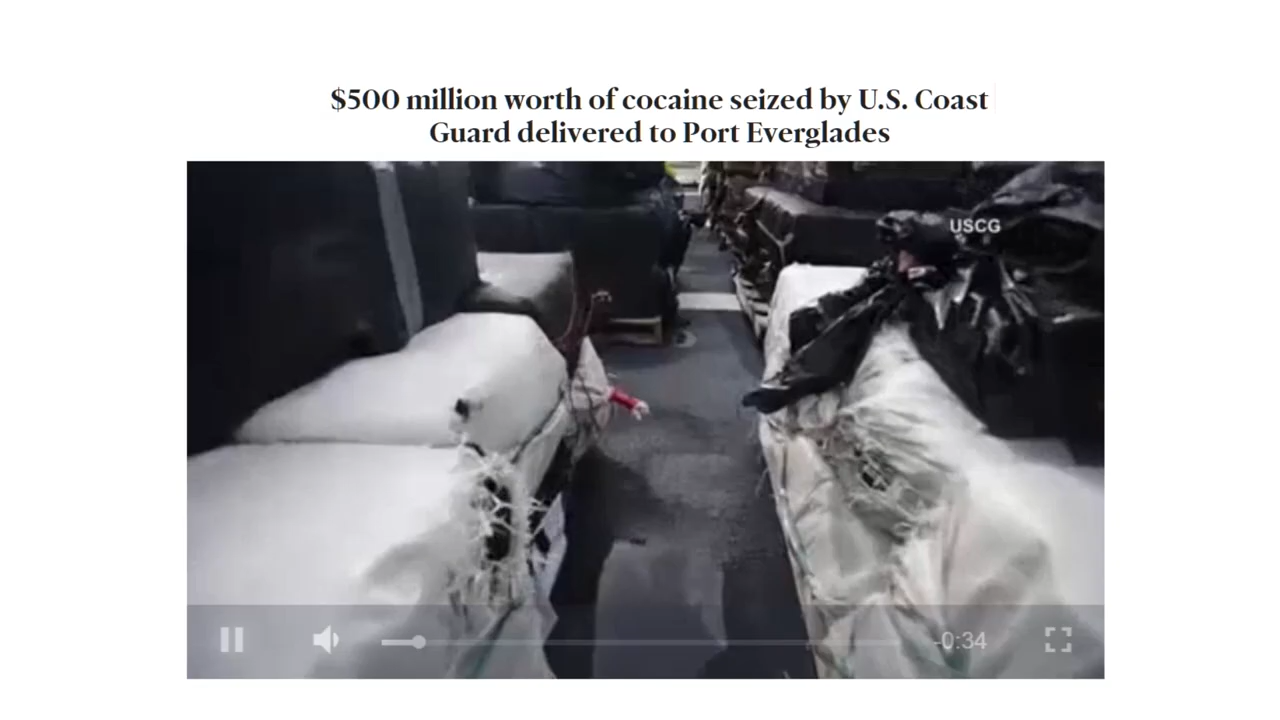 $500 million worth of cocaine seized by U.S. Coast
Guard delivered to Port Everglades
USCG
-0:34